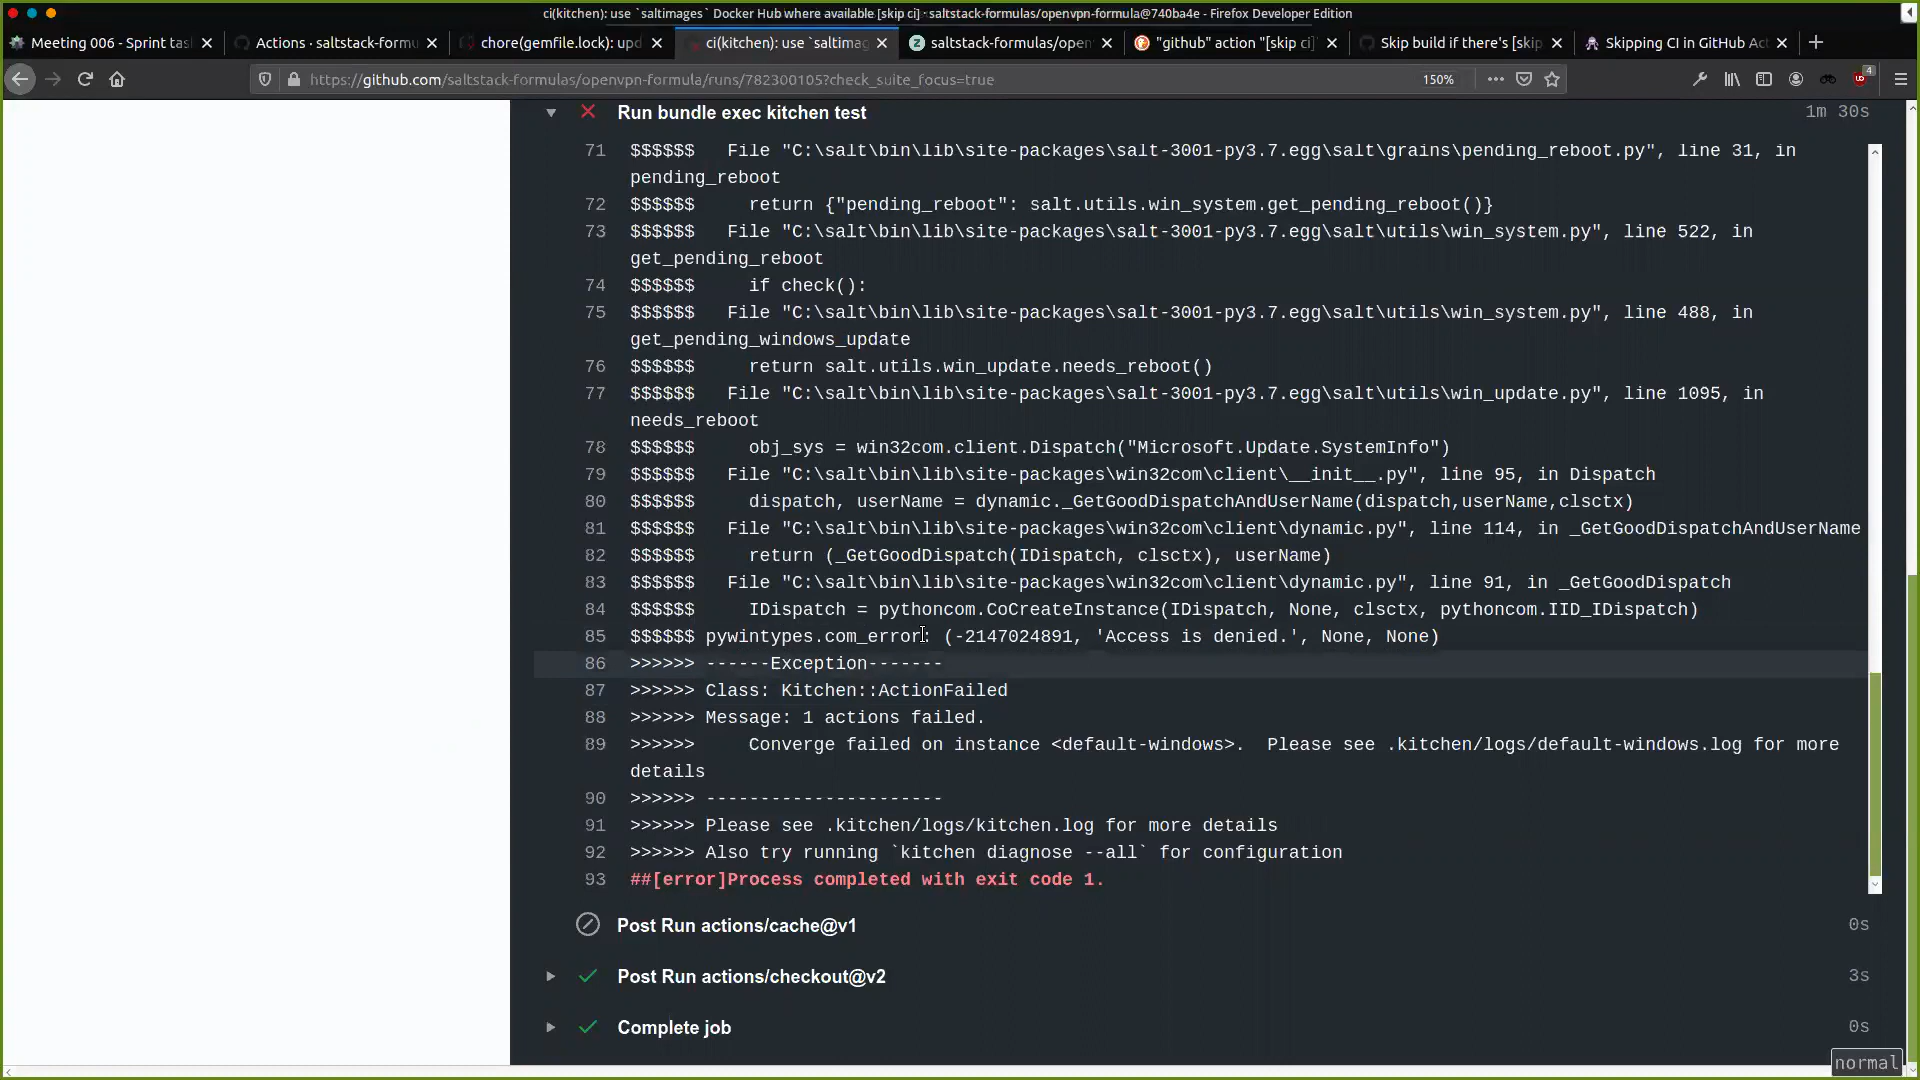 ci(kitchen): use `saltimages` Docker Hub where available [skip ci] · saltstack-formulas/openvpn-formula@740ba4e - Firefox Developer Edition
Meeting 006 - Sprint tas
Actions · saltstack-formu
chore(gemfile.lock): upd
ci(kitchen): use `saltimag
saltstack-formulas/open
"github" action "[skip ci]
Skip build if there's [skip
Skipping CI in GitHub Act
https://github.com/saltstack-formulas/openvpn-formula/runs/782300105?check_suite_focus=true
150%
4
Run bundle exec kitchen test
1m 30s
71 $$$$$$   File "C:\salt\bin\lib\site-packages\salt-3001-py3.7.egg\salt\grains\pending_reboot.py", line 31, in
pending_reboot
72 $$$$$$     return {"pending_reboot": salt.utils.win_system.get_pending_reboot()}
73 $$$$$$   File "C:\salt\bin\lib\site-packages\salt-3001-py3.7.egg\salt\utils\win_system.py", line 522, in
get_pending_reboot
74 $$$$$$     if check():
75 $$$$$$   File "C:\salt\bin\lib\site-packages\salt-3001-py3.7.egg\salt\utils\win_system.py", line 488, in
get_pending_windows_update
76 $$$$$$     return salt.utils.win_update.needs_reboot()
77 $$$$$$   File "C:\salt\bin\lib\site-packages\salt-3001-py3.7.egg\salt\utils\win_update.py", line 1095, in
needs_reboot
78 $$$$$$     obj_sys = win32com.client.Dispatch("Microsoft.Update.SystemInfo")
79 $$$$$$   File "C:\salt\bin\lib\site-packages\win32com\client\__init__.py", line 95, in Dispatch
80 $$$$$$     dispatch, userName = dynamic._GetGoodDispatchAndUserName(dispatch,userName,clsctx)
81 $$$$$$   File "C:\salt\bin\lib\site-packages\win32com\client\dynamic.py", line 114, in _GetGoodDispatchAndUserName
82 $$$$$$     return (_GetGoodDispatch(IDispatch, clsctx), userName)
83 $$$$$$   File "C:\salt\bin\lib\site-packages\win32com\client\dynamic.py", line 91, in _GetGoodDispatch
84 $$$$$$     IDispatch = pythoncom.CoCreateInstance(IDispatch, None, clsctx, pythoncom.IID_IDispatch)
85 $$$$$$ pywintypes.com_error: (-2147024891, 'Access is denied.', None, None)
86 >>>>>> ------Exception-------
87 >>>>>> Class: Kitchen::ActionFailed
88 >>>>>> Message: 1 actions failed.
89 >>>>>>     Converge failed on instance <default-windows>.  Please see .kitchen/logs/default-windows.log for more
details
90 >>>>>> ----------------------
91 >>>>>> Please see .kitchen/logs/kitchen.log for more details
92 >>>>>> Also try running `kitchen diagnose --all` for configuration
93 ##[error]Process completed with exit code 1.
Post Run actions/cache@v1
0s
Post Run actions/checkout@v2
3s
Complete job
0s
normal